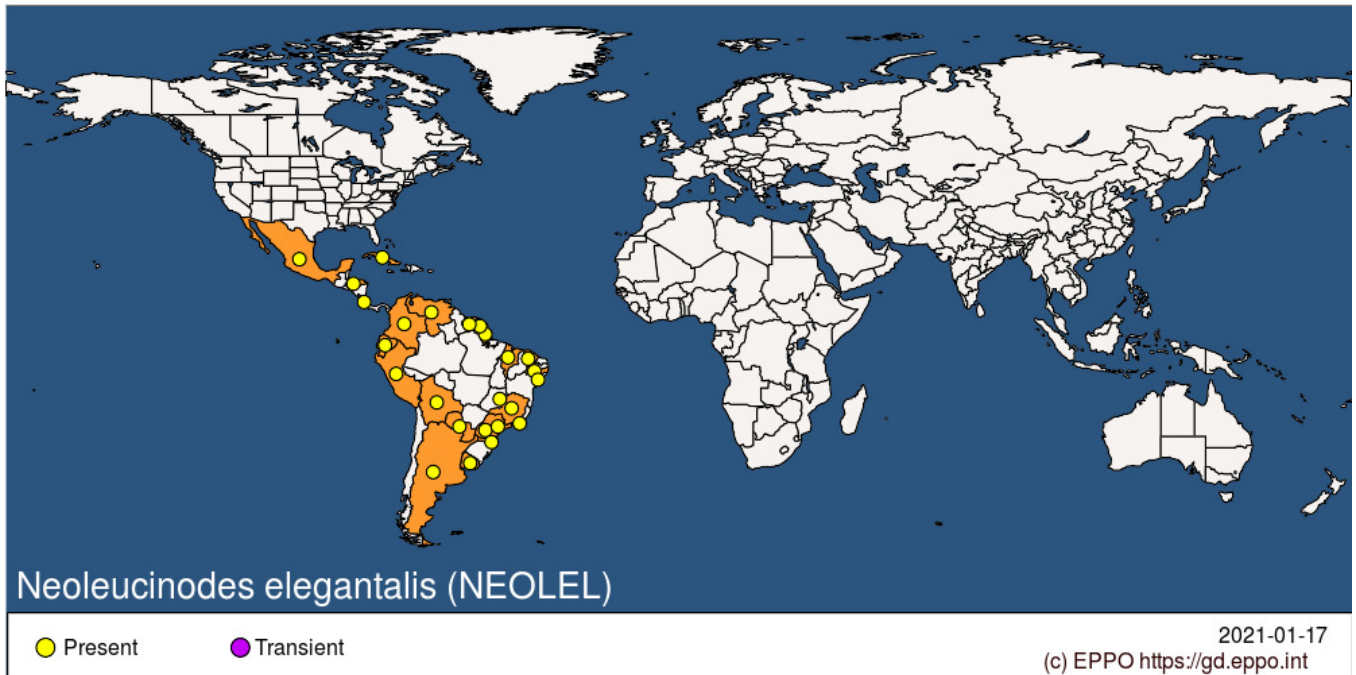 Neoleucinodes elegantalis (NEOLEL)
Present
Transient
2021-01-17
(c) EPPO https://gd.eppo.int